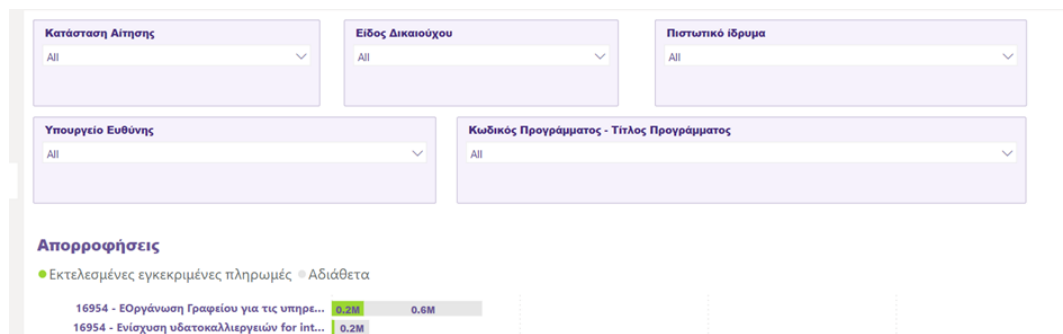 Κατάσταση Αίτησης Είδος Δικαιούχου Πιστωτικό ίδρυμα
All All All
Υπουργείο Ευθύνης Κωδικός Προγράμματος - Τίτλος Προγράμματος
All All
Απορροφήσεις
Εκτελεσμένες εγκεκριμένες πληρωμές Αδιάθετα
16954 - ΕΟργάνωση Γραφείου για τις υπηρε... 0.2M 0.6M
16954 - Ενίσχυση υδατοκαλλιεργειών for int... 0.2M